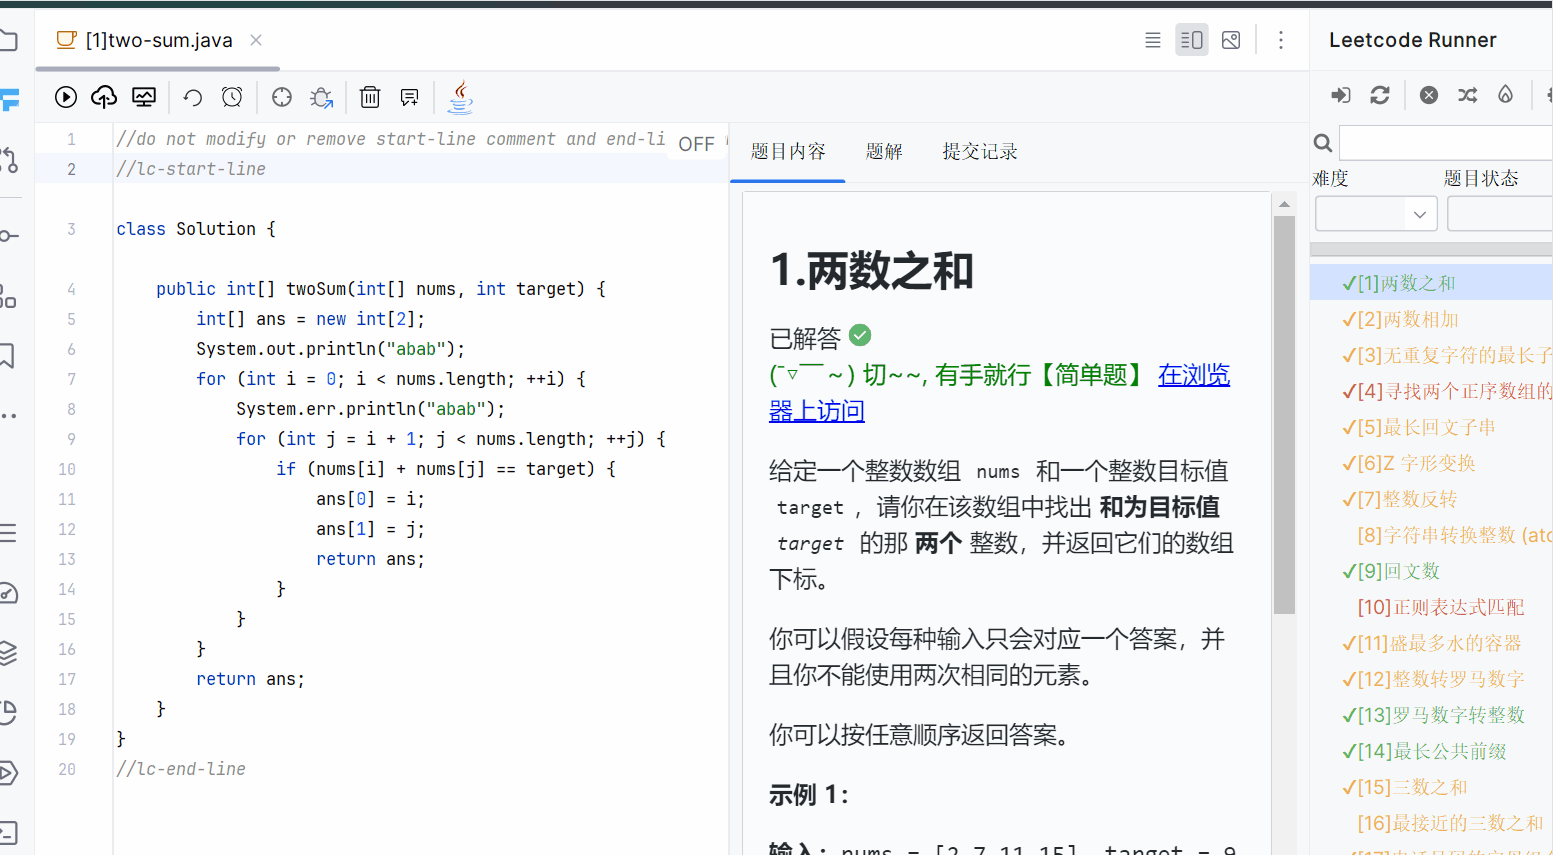 [1]two-sum.java
Leetcode Runner
1 //do not modify or remove start-line comment and end-li
OFF
2 //lc-start-line
3 class Solution {
4 public int[] twoSum(int[] nums, int target) {
5 int[] ans = new int[2];
6 System.out.println("abab");
7 for (int i = 0; i < nums.length; ++i) {
8 System.err.println("abab");
9 for (int j = i + 1; j < nums.length; ++j) {
10 if (nums[i] + nums[j] == target) {
11 ans[0] = i;
12 ans[1] = j;
13 return ans;
14 }
15 }
16 }
17 return ans;
18 }
19 }
20 //lc-end-line
题目内容 题解 提交记录
1.两数之和
已解答
(¯▽¯~) 切~~, 有手就行【简单题】 在浏览
器上访问
给定一个整数数组 nums 和一个整数目标值
target ，请你在该数组中找出 和为目标值
target 的那 两个 整数，并返回它们的数组
下标。
你可以假设每种输入只会对应一个答案，并
且你不能使用两次相同的元素。
你可以按任意顺序返回答案。
示例 1：
输入：nums = [2,7,11,15], target = 9
难度 题目状态
✓[1]两数之和
✓[2]两数相加
✓[3]无重复字符的最长子
✓[4]寻找两个正序数组的
✓[5]最长回文子串
✓[6]Z 字形变换
✓[7]整数反转
[8]字符串转换整数 (ato
✓[9]回文数
[10]正则表达式匹配
✓[11]盛最多水的容器
✓[12]整数转罗马数字
✓[13]罗马数字转整数
✓[14]最长公共前缀
✓[15]三数之和
[16]最接近的三数之和